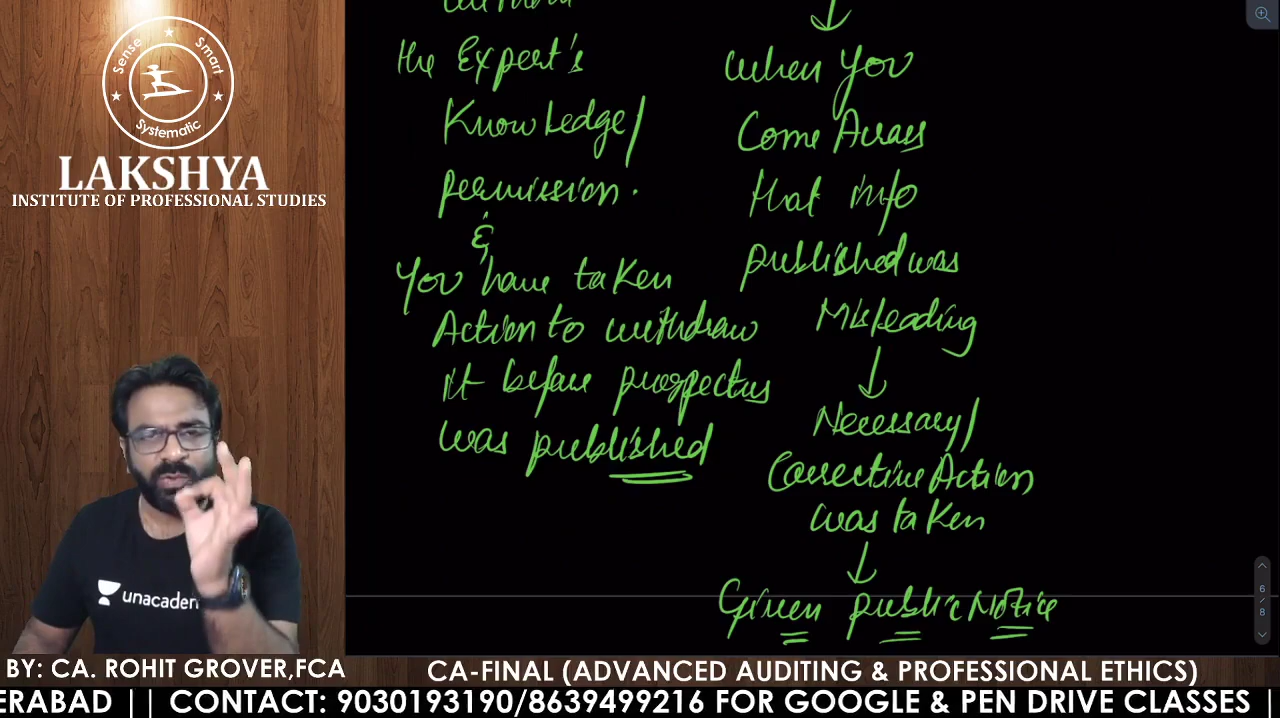 Sense
Smart
Systematic
LAKSHYA
INSTITUTE OF PROFESSIONAL STUDIES
the Expert's
Knowledge/
permission.
&
You have taken
Action to withdraw
it before prospectus
was published
When you
Come Across
that info
published was
Misleading
Necessary/
Corrective Action
was taken
Given public Notice
6
/
8
unacademy
BY: CA. ROHIT GROVER,FCA
CA-FINAL (ADVANCED AUDITING & PROFESSIONAL ETHICS)
ERABAD || CONTACT: 9030193190/8639499216 FOR GOOGLE & PEN DRIVE CLASSES |